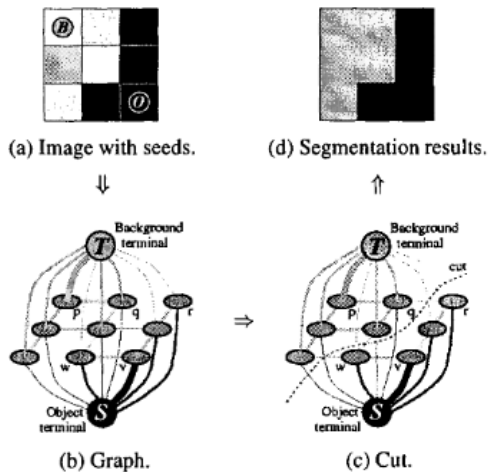 B
O
(a) Image with seeds.
(d) Segmentation results.
⇓
⇑
Background
terminal
T
p
q
r
w
v
Object
terminal
S
(b) Graph.
⇒
Background
terminal
T
cut
p
q
r
w
v
Object
terminal
S
(c) Cut.